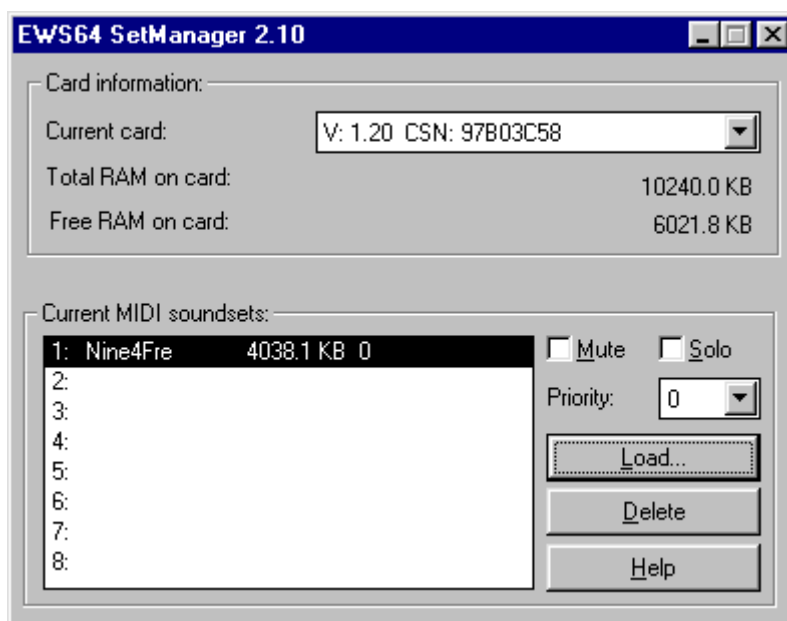 EWS64 SetManager 2.10
Card information:
Current card: V: 1.20 CSN: 97B03C58
Total RAM on card: 10240.0 KB
Free RAM on card: 6021.8 KB
Current MIDI soundsets:
1: Nine4Fre 4038.1 KB 0
2:
3:
4:
5:
6:
7:
8:
Mute Solo
Priority: 0
Load...
Delete
Help